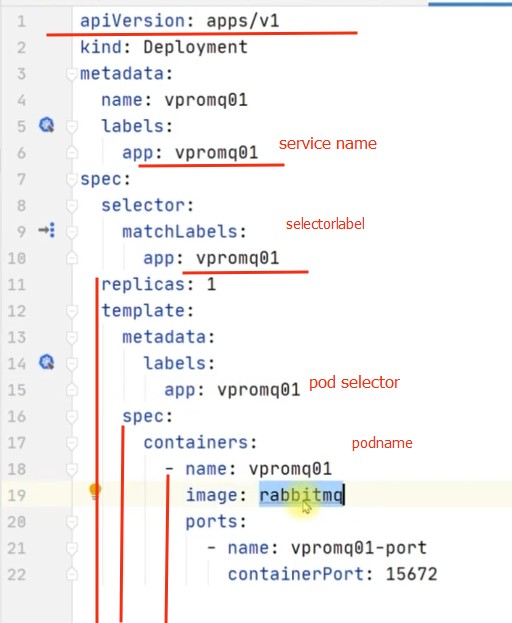 1 apiVersion: apps/v1
2 kind: Deployment
3 metadata:
4 name: vpromq01
5 labels: service name
6 app: vpromq01
7 spec:
8 selector:
9 matchLabels: selectorlabel
10 app: vpromq01
11 replicas: 1
12 template:
13 metadata:
14 labels:
15 app: vpromq01 pod selector
16 spec:
17 containers: podname
18 - name: vpromq01
19 image: rabbitmq
20 ports:
21 - name: vpromq01-port
22 containerPort: 15672